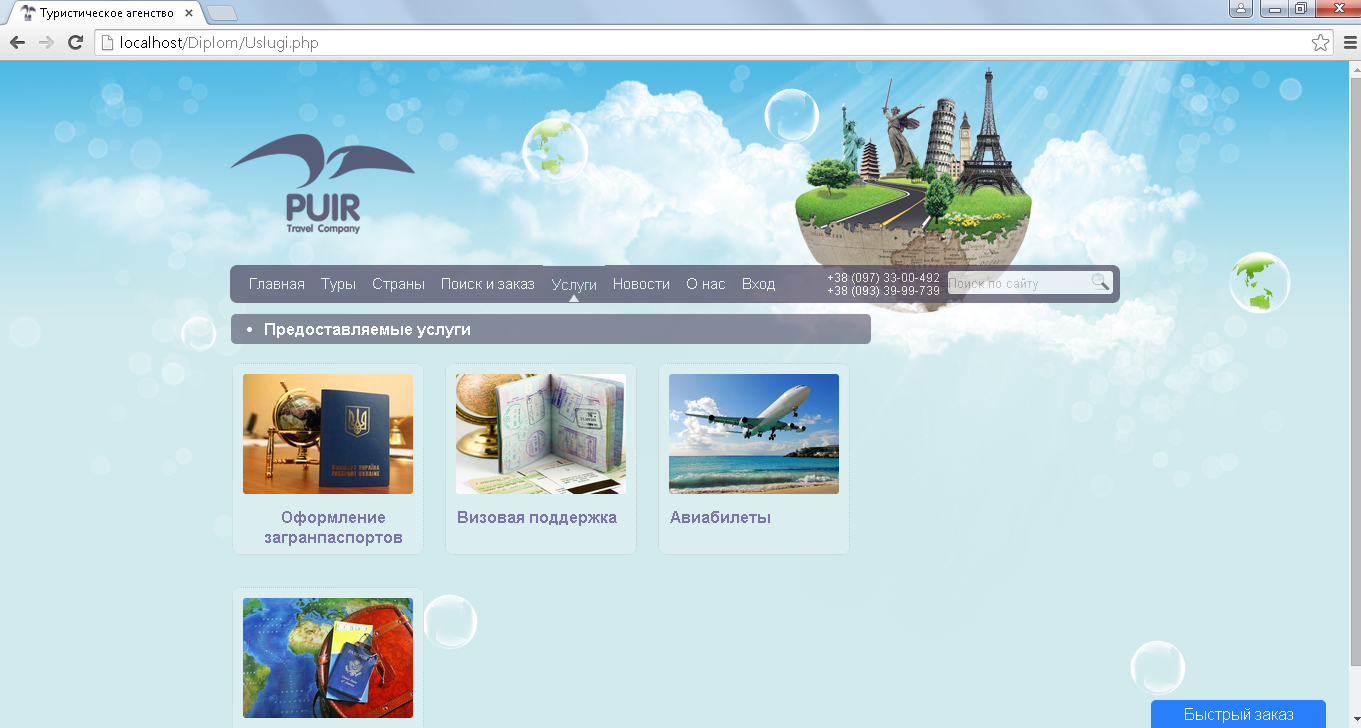 Туристическое агенство
localhost/Diplom/Uslugi.php
PUIR
Travel Company
Главная Туры Страны Поиск и заказ Услуги Новости О нас Вход
+38 (097) 33-00-492
+38 (093) 39-99-739
Поиск по сайту
• Предоставляемые услуги
Оформление
загранпаспортов
Визовая поддержка
Авиабилеты
Быстрый заказ